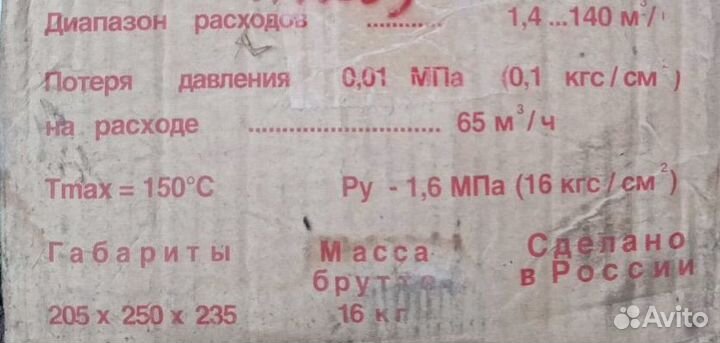 Диапазон расходов ............ 1,4 ...140 м³/
Потеря давления 0,01 МПа (0,1 кгс/см²)
на расходе ............................. 65 м³/ч
Tmax = 150°C Ру - 1,6 МПа (16 кгс/см²)
Габариты Масса брутто Сделано в России
205 x 250 x 235 16 кг
Avito